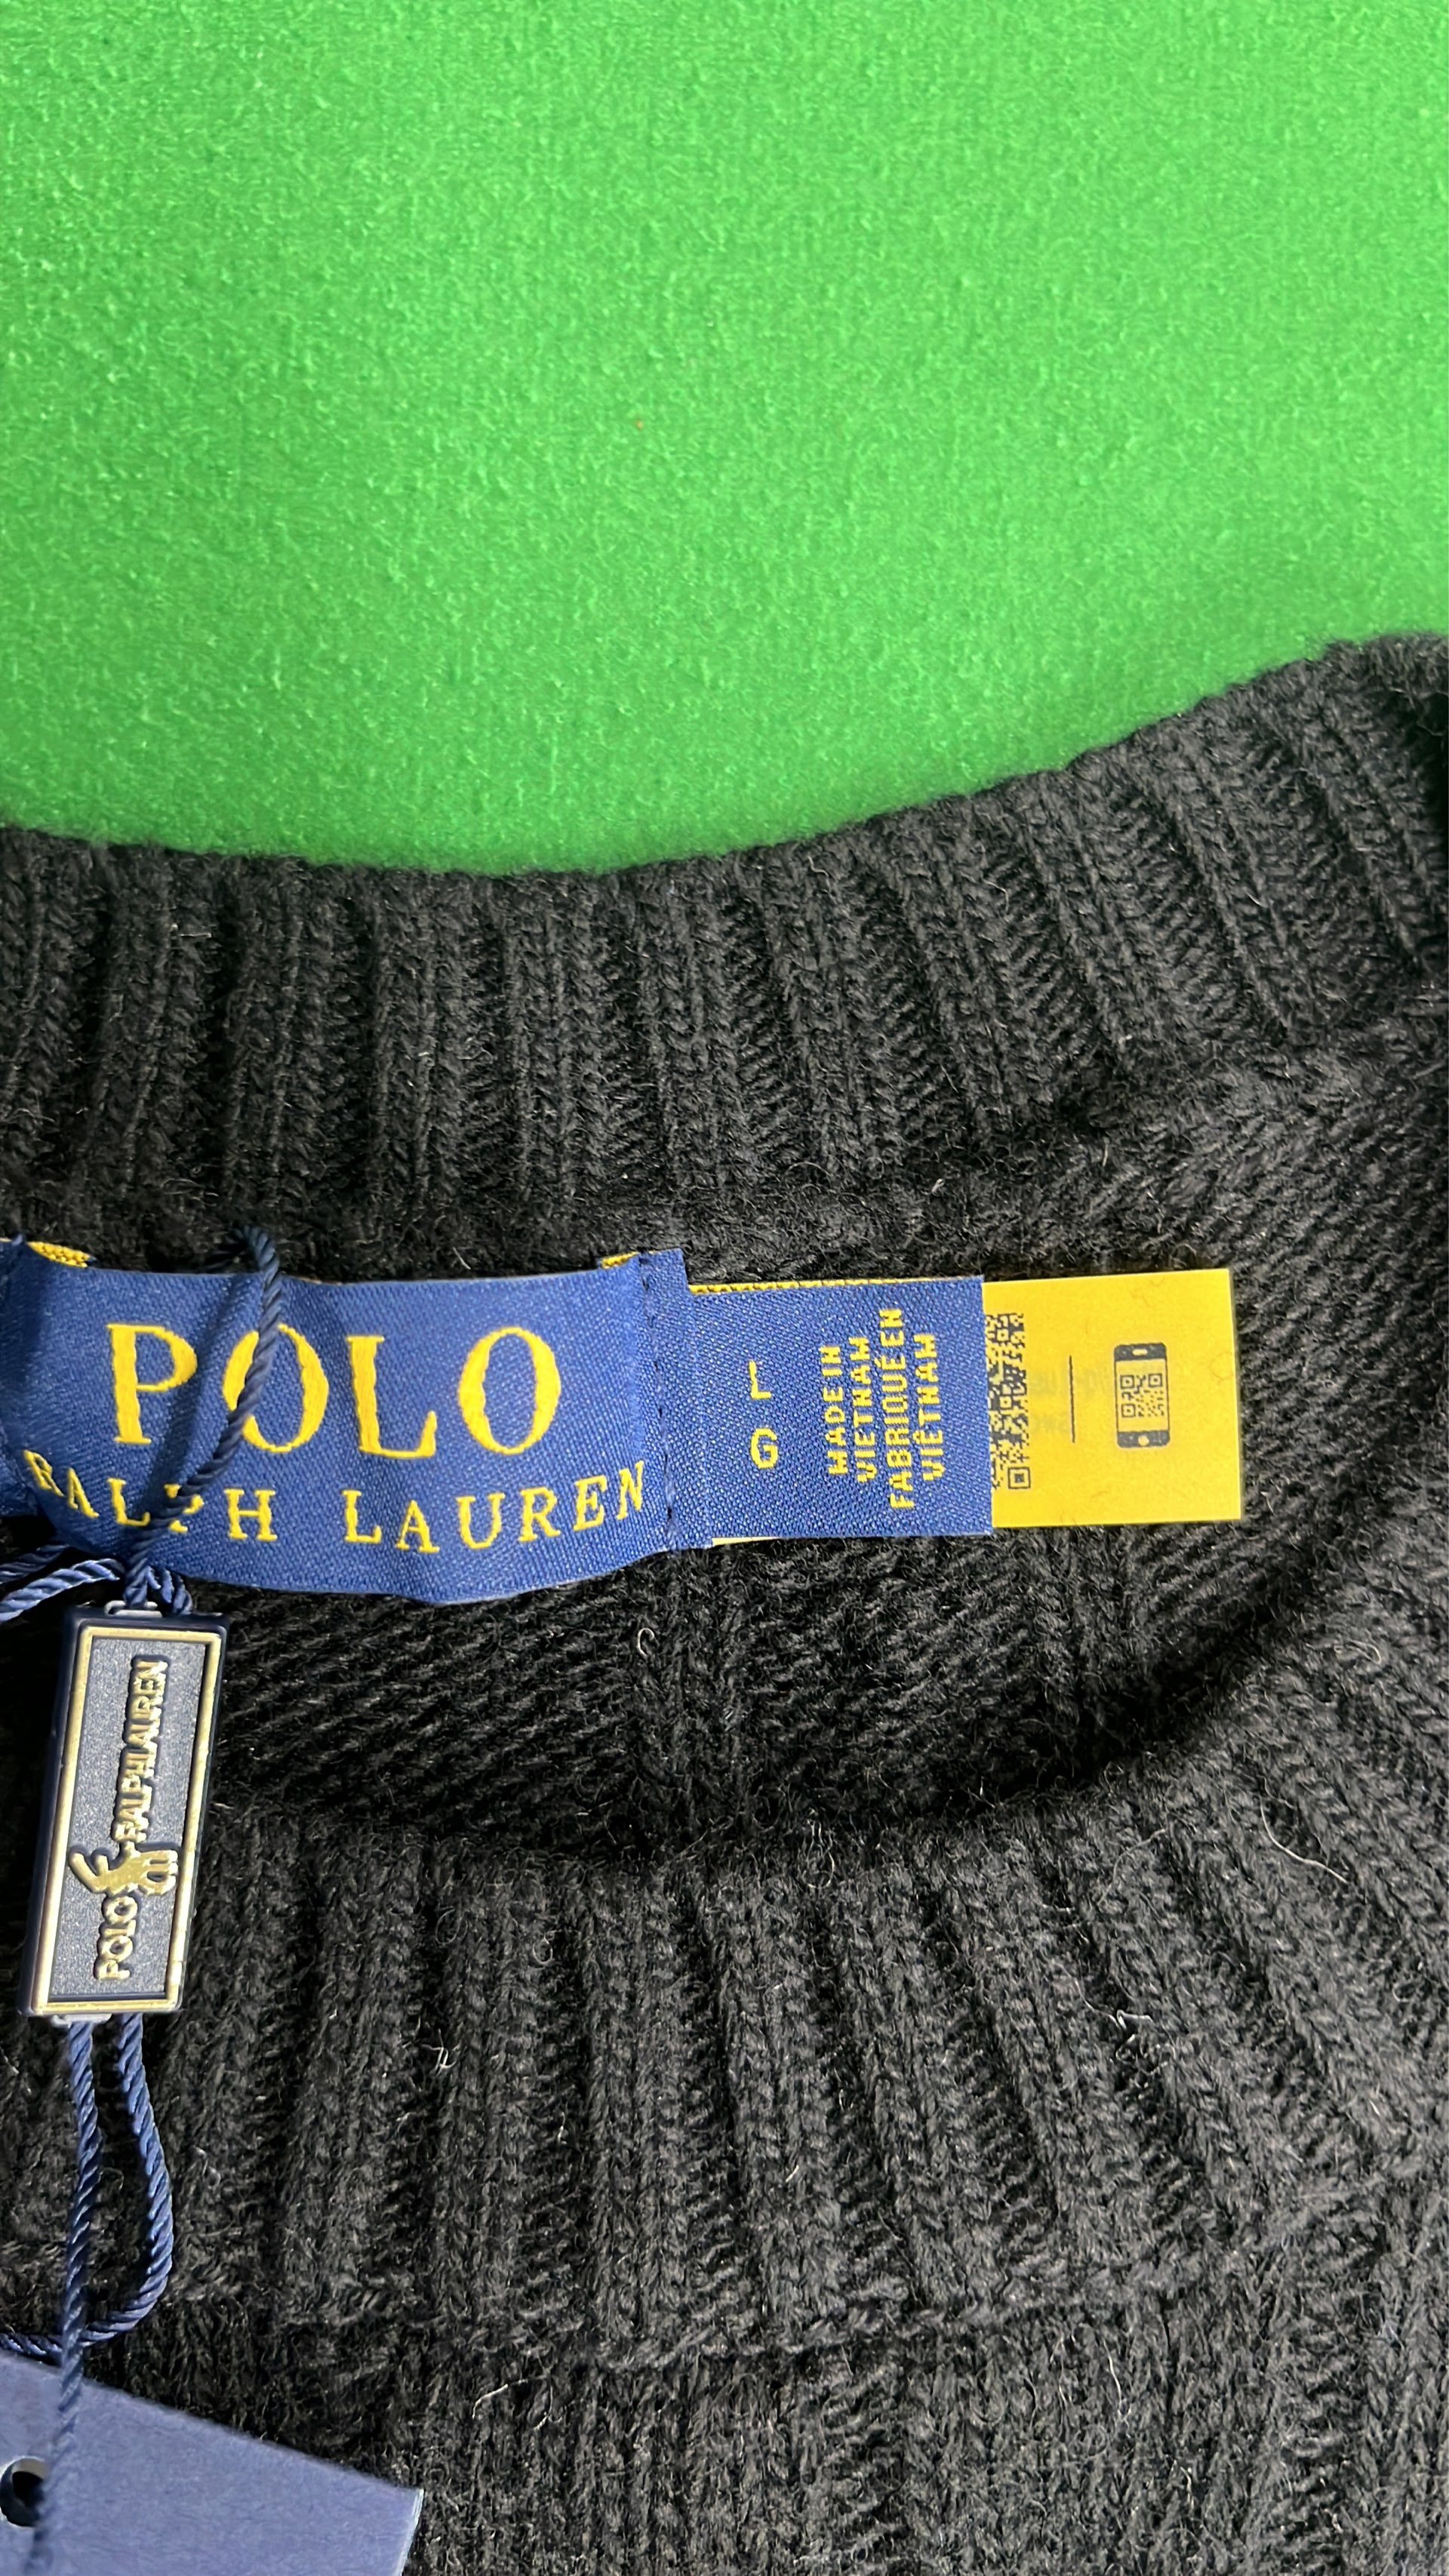 POLO
RALPH LAUREN
L
G
MADE IN
VIETNAM
FABRIQUÉ EN
VIÊTNAM
POLO RALPH LAUREN